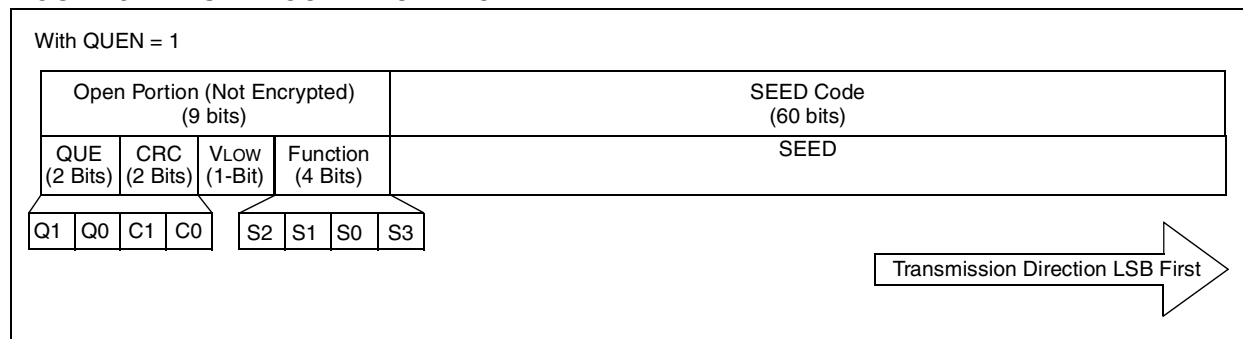 With QUEN = 1
Open Portion (Not Encrypted)
(9 bits)
SEED Code
(60 bits)
QUE
(2 Bits)
CRC
(2 Bits)
VLOW
(1-Bit)
Function
(4 Bits)
SEED
Q1 Q0 C1 C0
S2 S1 S0 S3
Transmission Direction LSB First